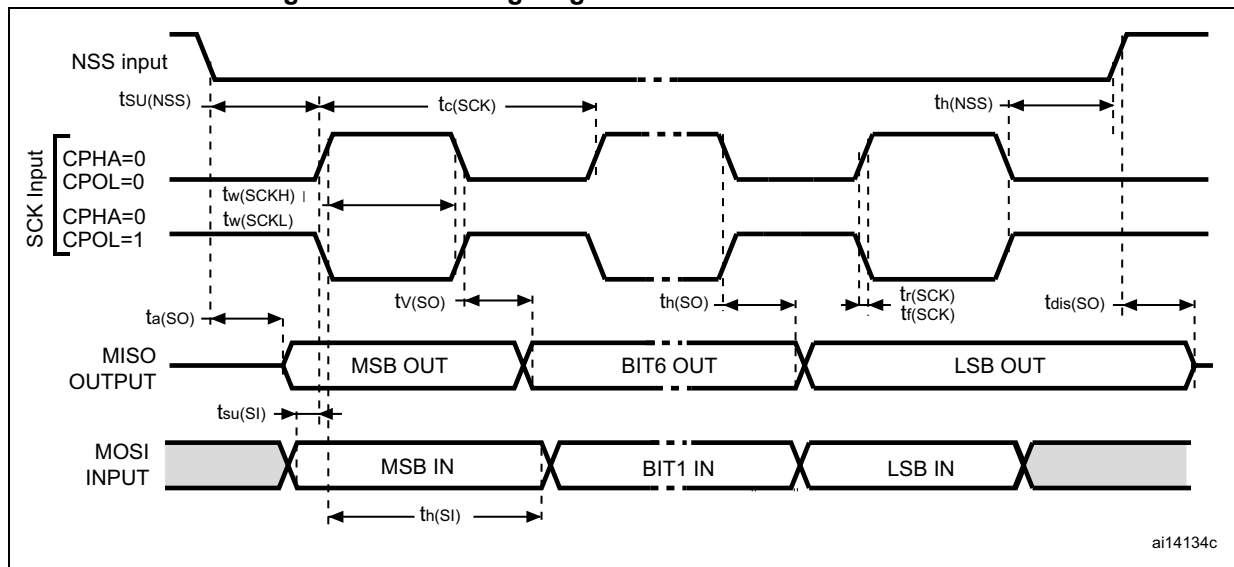 NSS input
tSU(NSS)
tc(SCK)
th(NSS)
SCK Input
CPHA=0
CPOL=0
tw(SCKH)
CPHA=0
tw(SCKL)
CPOL=1
ta(SO)
tV(SO)
th(SO)
tr(SCK)
tf(SCK)
tdis(SO)
MISO
OUTPUT
MSB OUT
BIT6 OUT
LSB OUT
tsu(SI)
MOSI
INPUT
MSB IN
BIT1 IN
LSB IN
th(SI)
ai14134c